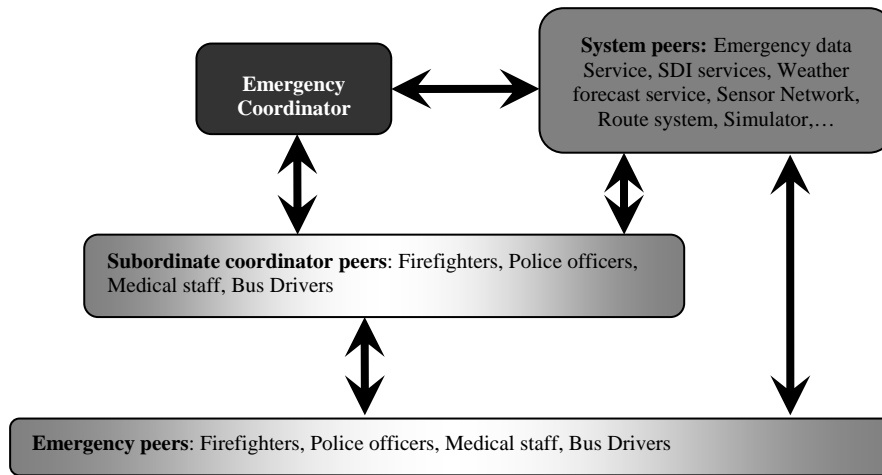 Emergency
Coordinator
System peers: Emergency data
Service, SDI services, Weather
forecast service, Sensor Network,
Route system, Simulator,…
Subordinate coordinator peers: Firefighters, Police officers,
Medical staff, Bus Drivers
Emergency peers: Firefighters, Police officers, Medical staff, Bus Drivers